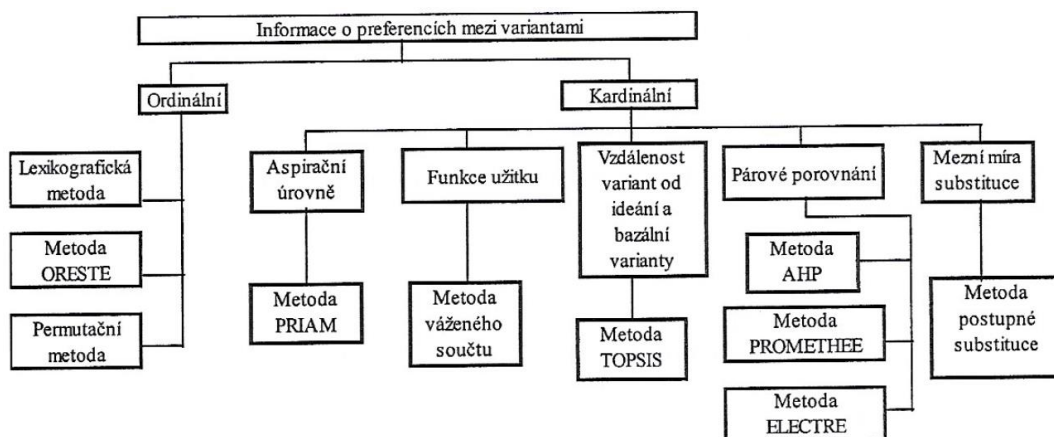 Informace o preferencích mezi variantami
Ordinální
Kardinální
Lexikografická
metoda
Metoda
ORESTE
Permutační
metoda
Aspirační
úrovně
Metoda
PRIAM
Funkce užitku
Metoda
váženého
součtu
Vzdálenost
variant od
ideání a
bazální
varianty
Metoda
TOPSIS
Párové porovnání
Metoda
AHP
Metoda
PROMETHEE
Metoda
ELECTRE
Mezní míra
substituce
Metoda
postupné
substituce